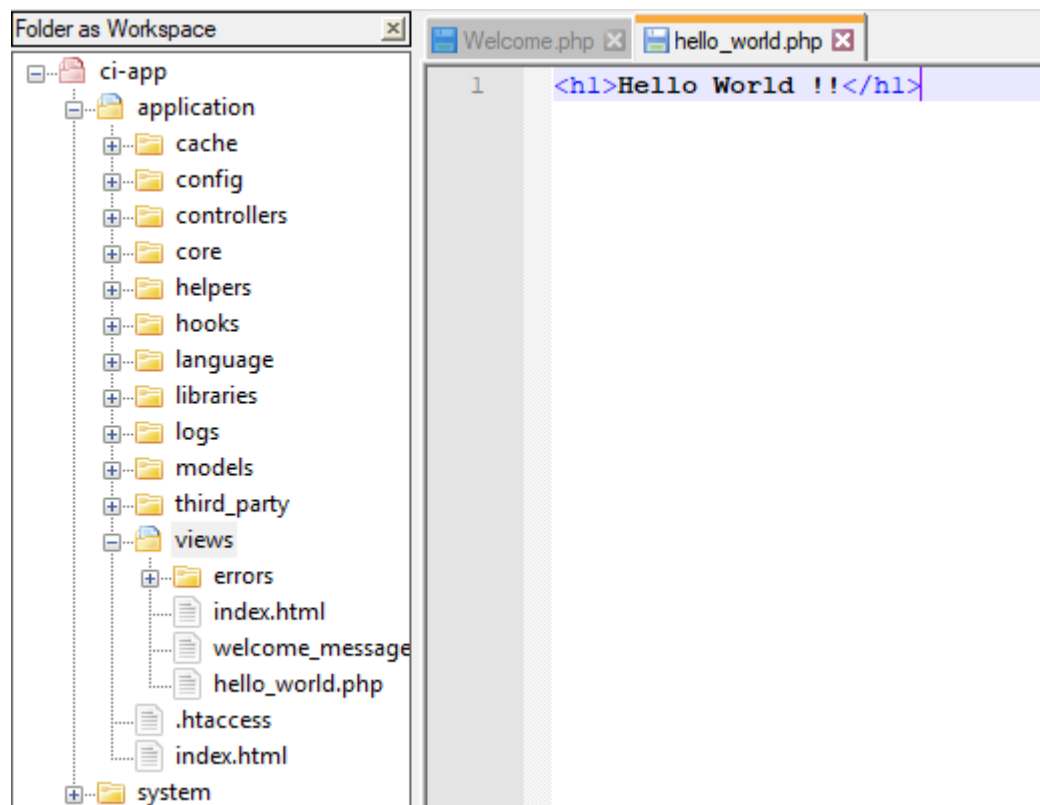 Folder as Workspace
ci-app
application
cache
config
controllers
core
helpers
hooks
language
libraries
logs
models
third_party
views
errors
index.html
welcome_message
hello_world.php
.htaccess
index.html
system
Welcome.php
hello_world.php
1
<h1>Hello World !!</h1>